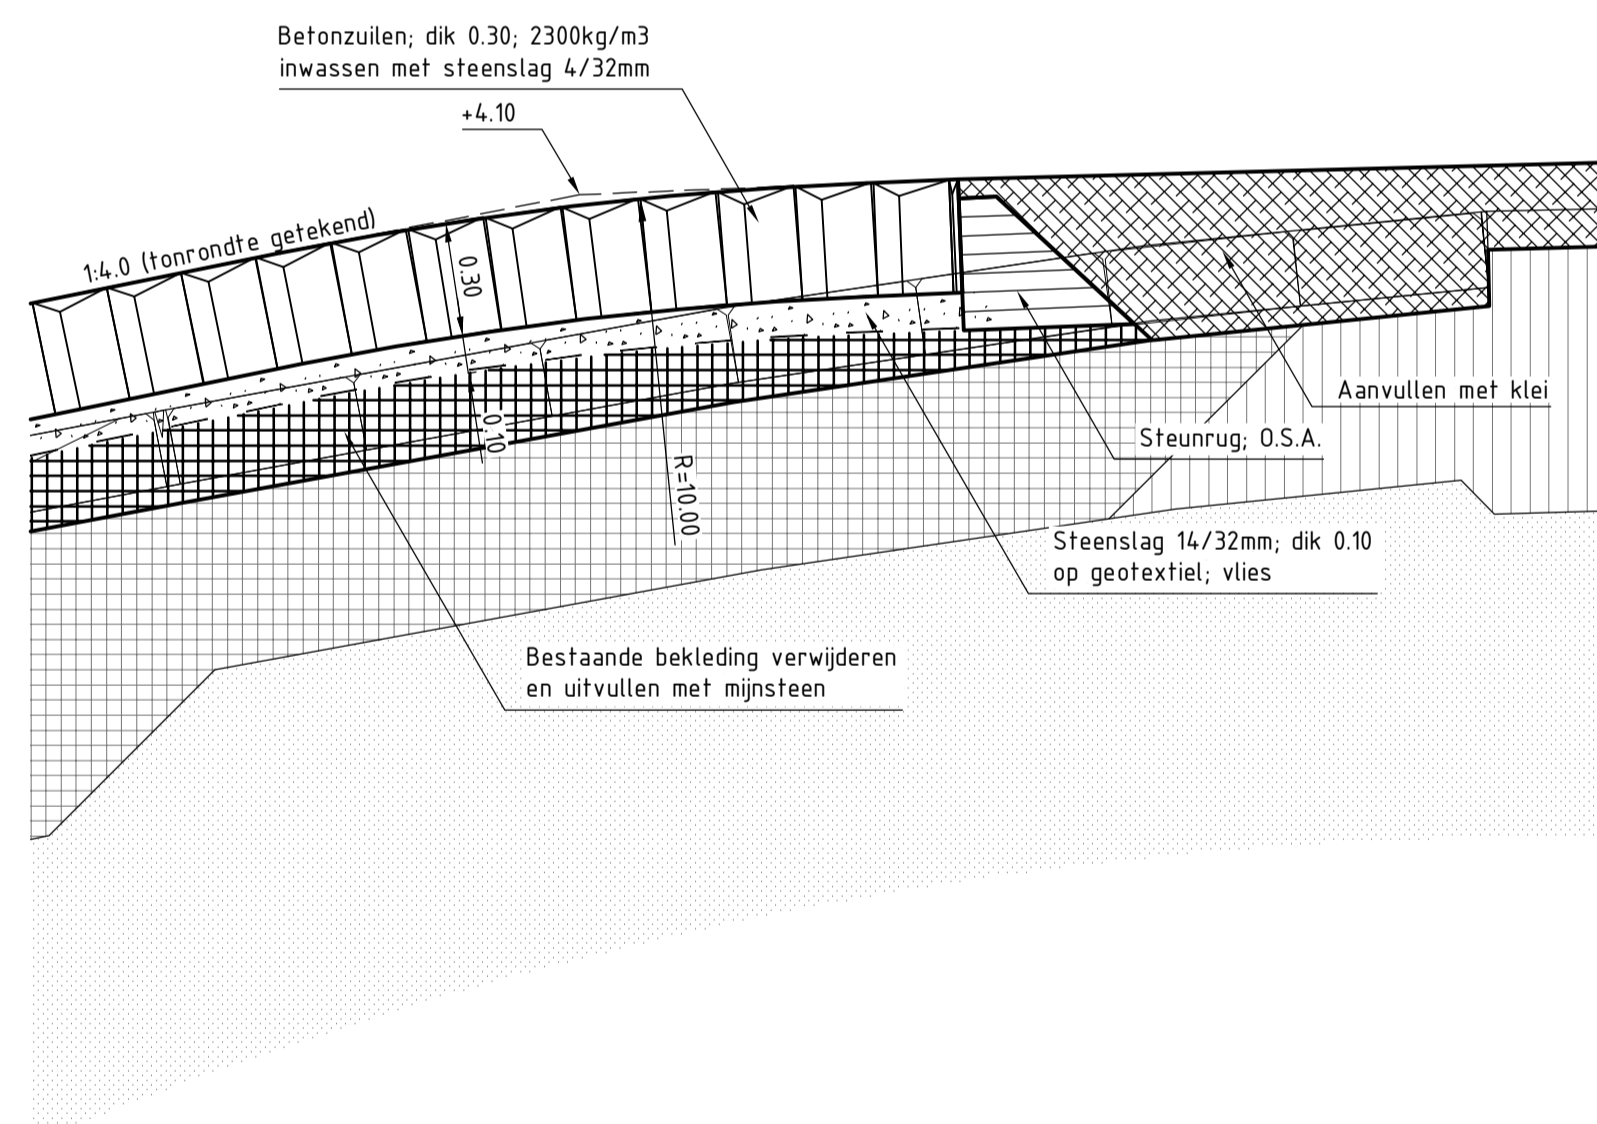 Betonzuilen; dik 0.30; 2300kg/m3
inwassen met steenslag 4/32mm
+4.10
1:4.0 (tonrondte getekend)
0.30
0.10
R=10.00
Aanvullen met klei
Steunrug; O.S.A.
Steenslag 14/32mm; dik 0.10
op geotextiel; vlies
Bestaande bekleding verwijderen
en uitvullen met mijnsteen